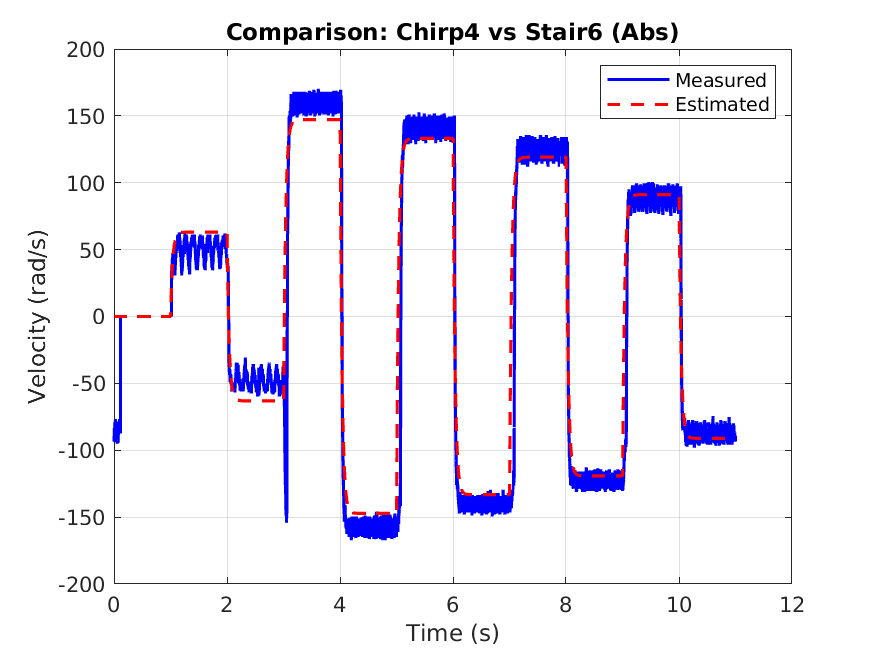 Comparison: Chirp4 vs Stair6 (Abs)
Measured
Estimated
Velocity (rad/s)
200
150
100
50
0
-50
-100
-150
-200
0 2 4 6 8 10 12
Time (s)